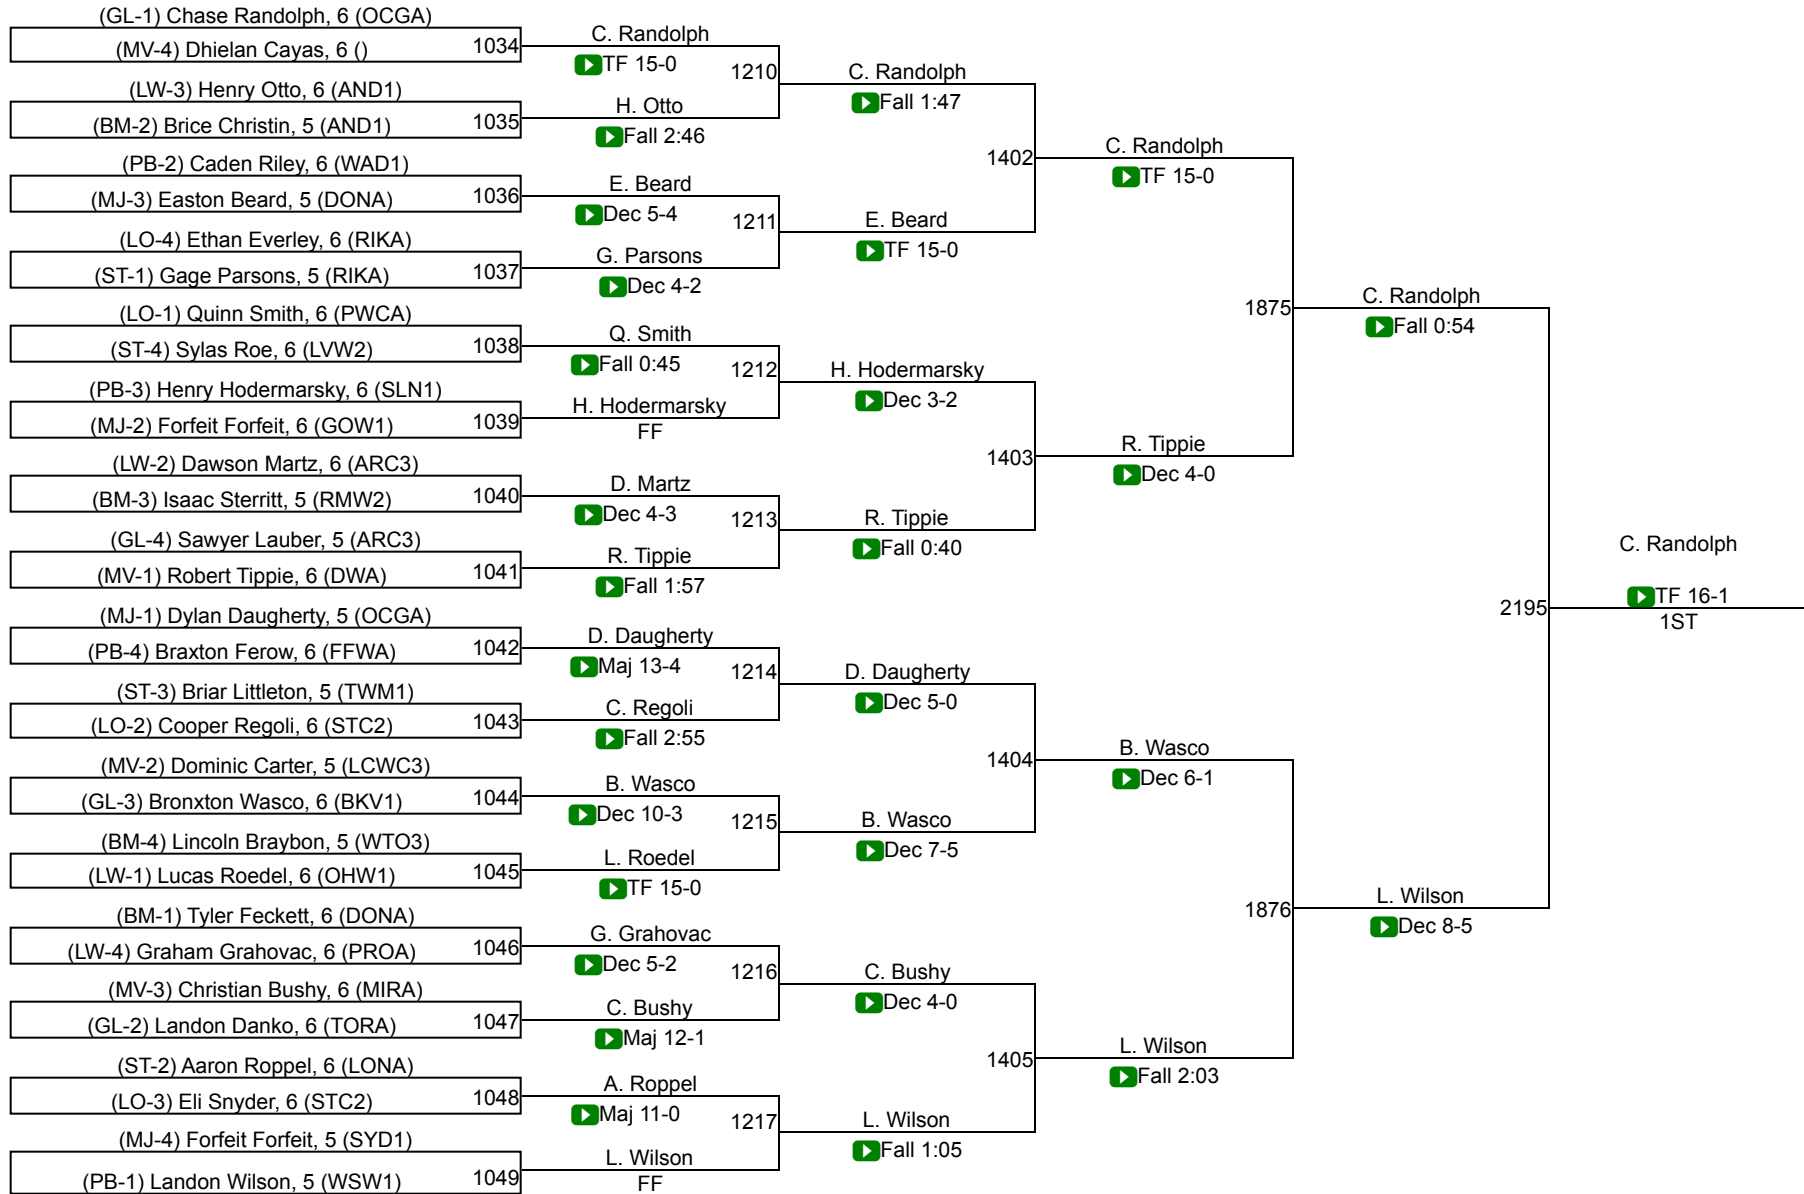 (GL-1) Chase Randolph, 6 (OCGA)
(MV-4) Dhielan Cayas, 6 ()
1034
(LW-3) Henry Otto, 6 (AND1)
(BM-2) Brice Christin, 5 (AND1)
1035
(PB-2) Caden Riley, 6 (WAD1)
(MJ-3) Easton Beard, 5 (DONA)
1036
(LO-4) Ethan Everley, 6 (RIKA)
(ST-1) Gage Parsons, 5 (RIKA)
1037
(LO-1) Quinn Smith, 6 (PWCA)
(ST-4) Sylas Roe, 6 (LVW2)
1038
(PB-3) Henry Hodermarsky, 6 (SLN1)
(MJ-2) Forfeit Forfeit, 6 (GOW1)
1039
(LW-2) Dawson Martz, 6 (ARC3)
(BM-3) Isaac Sterritt, 5 (RMW2)
1040
(GL-4) Sawyer Lauber, 5 (ARC3)
(MV-1) Robert Tippie, 6 (DWA)
1041
(MJ-1) Dylan Daugherty, 5 (OCGA)
(PB-4) Braxton Ferow, 6 (FFWA)
1042
(ST-3) Briar Littleton, 5 (TWM1)
(LO-2) Cooper Regoli, 6 (STC2)
1043
(MV-2) Dominic Carter, 5 (LCWC3)
(GL-3) Bronxton Wasco, 6 (BKV1)
1044
(BM-4) Lincoln Braybon, 5 (WTO3)
(LW-1) Lucas Roedel, 6 (OHW1)
1045
(BM-1) Tyler Feckett, 6 (DONA)
(LW-4) Graham Grahovac, 6 (PROA)
1046
(MV-3) Christian Bushy, 6 (MIRA)
(GL-2) Landon Danko, 6 (TORA)
1047
(ST-2) Aaron Roppel, 6 (LONA)
(LO-3) Eli Snyder, 6 (STC2)
1048
(MJ-4) Forfeit Forfeit, 5 (SYD1)
(PB-1) Landon Wilson, 5 (WSW1)
1049
C. Randolph
TF 15-0
1210
H. Otto
Fall 2:46
E. Beard
Dec 5-4
1211
G. Parsons
Dec 4-2
Q. Smith
Fall 0:45
1212
H. Hodermarsky
FF
D. Martz
Dec 4-3
1213
R. Tippie
Fall 1:57
D. Daugherty
Maj 13-4
1214
C. Regoli
Fall 2:55
B. Wasco
Dec 10-3
1215
L. Roedel
TF 15-0
G. Grahovac
Dec 5-2
1216
C. Bushy
Maj 12-1
A. Roppel
Maj 11-0
1217
L. Wilson
FF
C. Randolph
Fall 1:47
1402
E. Beard
TF 15-0
H. Hodermarsky
Dec 3-2
1403
R. Tippie
Fall 0:40
D. Daugherty
Dec 5-0
1404
B. Wasco
Dec 7-5
C. Bushy
Dec 4-0
1405
L. Wilson
Fall 1:05
C. Randolph
TF 15-0
1875
R. Tippie
Dec 4-0
B. Wasco
Dec 6-1
1876
L. Wilson
Fall 2:03
C. Randolph
Fall 0:54
2195
L. Wilson
Dec 8-5
C. Randolph
TF 16-1
1ST